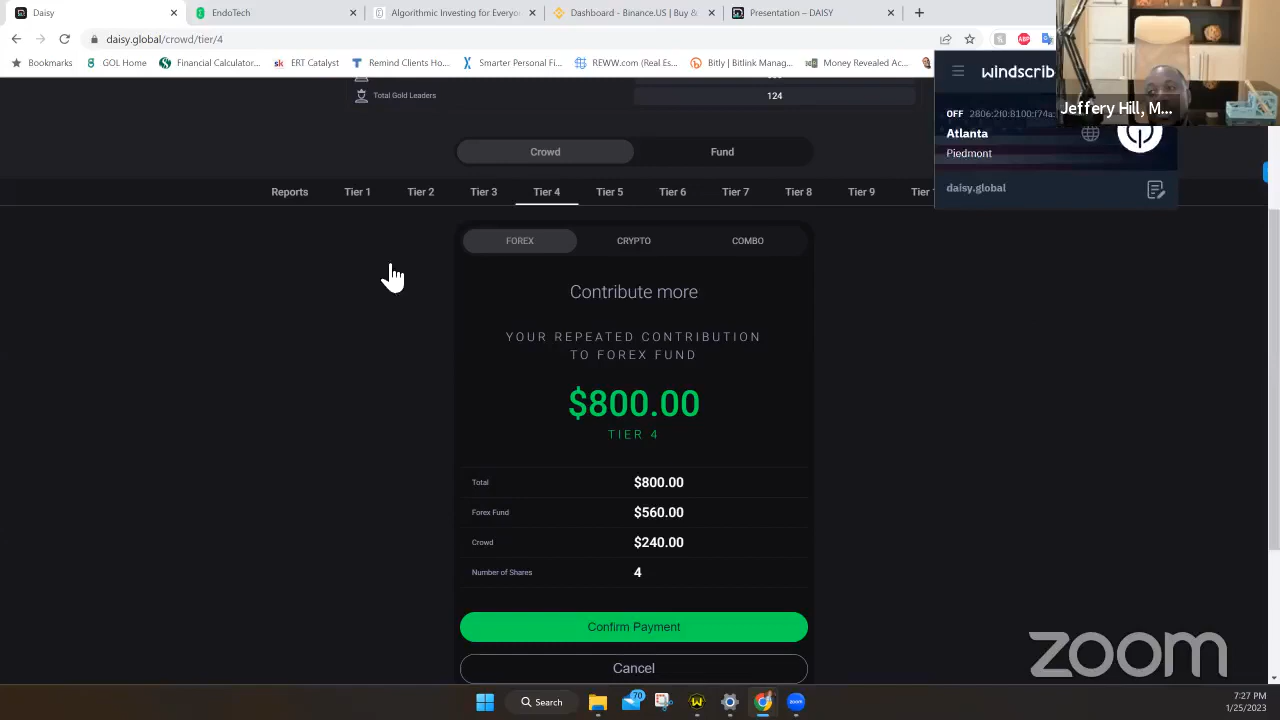 Daisy
EndoTech
forex
Dashboard - Binance.US | Buy &
Presentation - DAISY
daisy.global/crowd/tier/4
ABP
Bookmarks
GOL Home
Financial Calculator...
ERT Catalyst
Remind Clients Ho...
Smarter Personal Fi...
REWW.com (Real Es...
Bitly | Bitlink Manag...
Money Revealed Ac...
Total Gold Leaders
124
Windscrib
OFF
Atlanta
Piedmont
daisy.global
Jeffery Hill, M...
Crowd
Fund
Reports
Tier 1
Tier 2
Tier 3
Tier 4
Tier 5
Tier 6
Tier 7
Tier 8
Tier 9
Tier
FOREX
CRYPTO
COMBO
Contribute more
YOUR REPEATED CONTRIBUTION
TO FOREX FUND
$800.00
TIER 4
Total
$800.00
Forex Fund
$560.00
Crowd
$240.00
Number of Shares
4
Confirm Payment
Cancel
zoom
Search
70
zoom
7:27 PM
1/25/2023